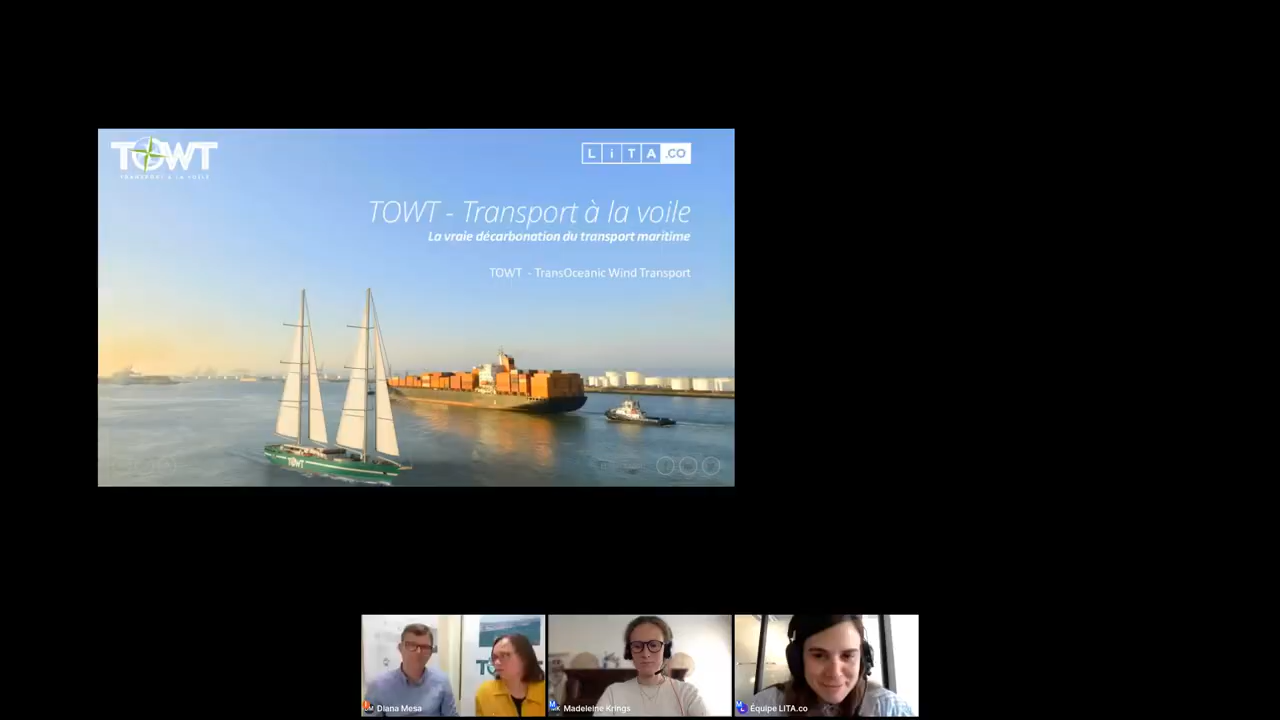 TOWT
TRANSPORT À LA VOILE
LiTA.CO
TOWT - Transport à la voile
La vraie décarbonation du transport maritime
TOWT - TransOceanic Wind Transport
TOWT
TOWT
Diana Mesa
Madeleine Krings
Équipe LITA.co